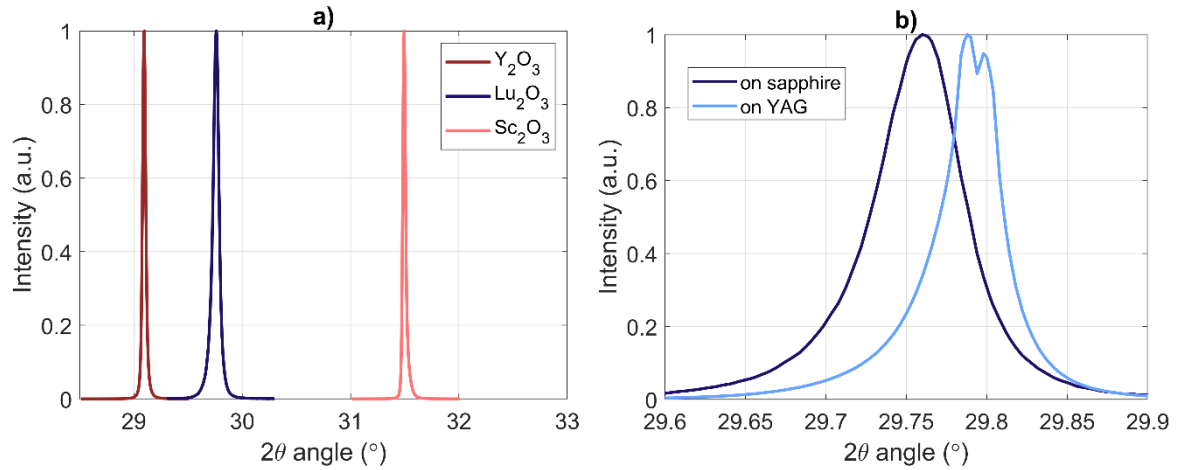 a)
Intensity (a.u.)
1
0.8
0.6
0.4
0.2
0
Y₂O₃
Lu₂O₃
Sc₂O₃
29 30 31 32 33
2θ angle (°)
b)
Intensity (a.u.)
1
0.8
0.6
0.4
0.2
0
on sapphire
on YAG
29.6 29.65 29.7 29.75 29.8 29.85 29.9
2θ angle (°)